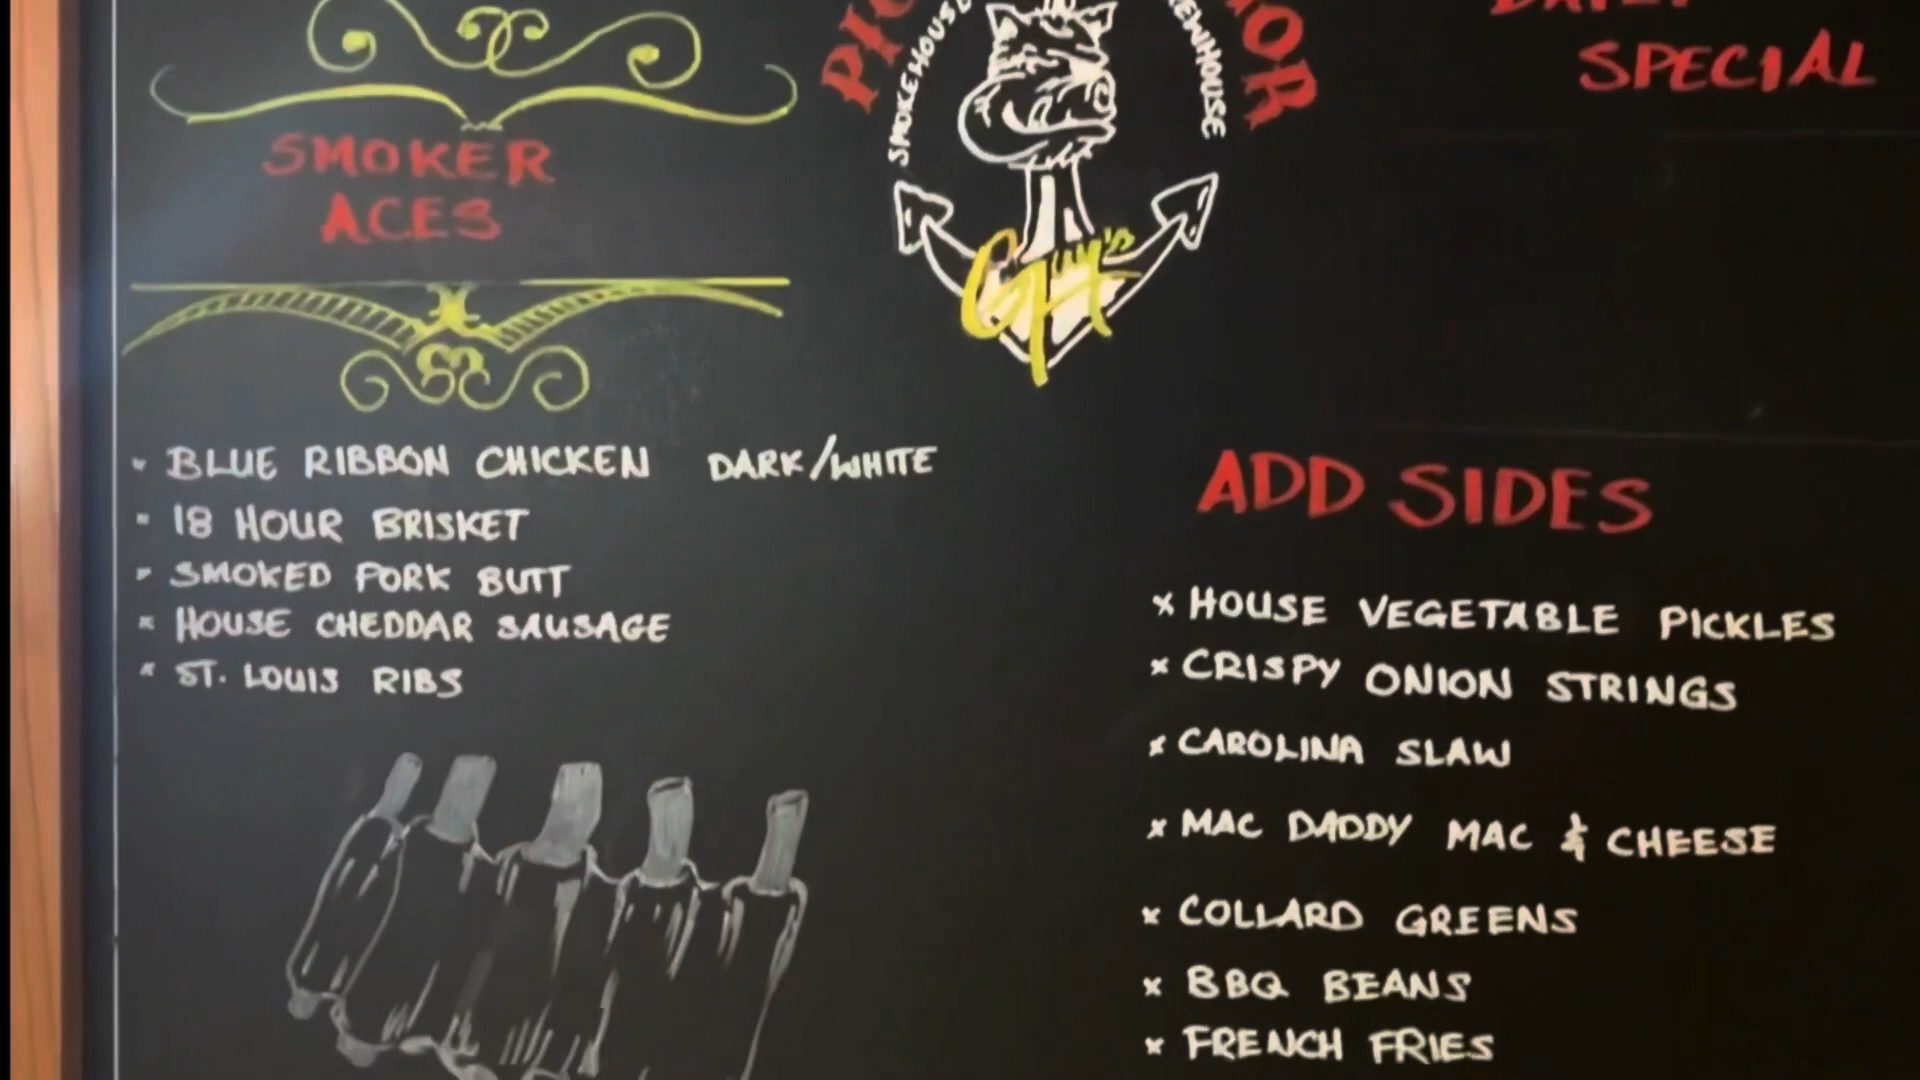 SMOKER
ACES
BLUE RIBBON CHICKEN DARK/WHITE
18 HOUR BRISKET
SMOKED PORK BUTT
HOUSE CHEDDAR SAUSAGE
ST. LOUIS RIBS
Guy's
SPECIAL
ADD SIDES
HOUSE VEGETABLE PICKLES
CRISPY ONION STRINGS
CAROLINA SLAW
MAC DADDY MAC & CHEESE
COLLARD GREENS
BBQ BEANS
FRENCH FRIES